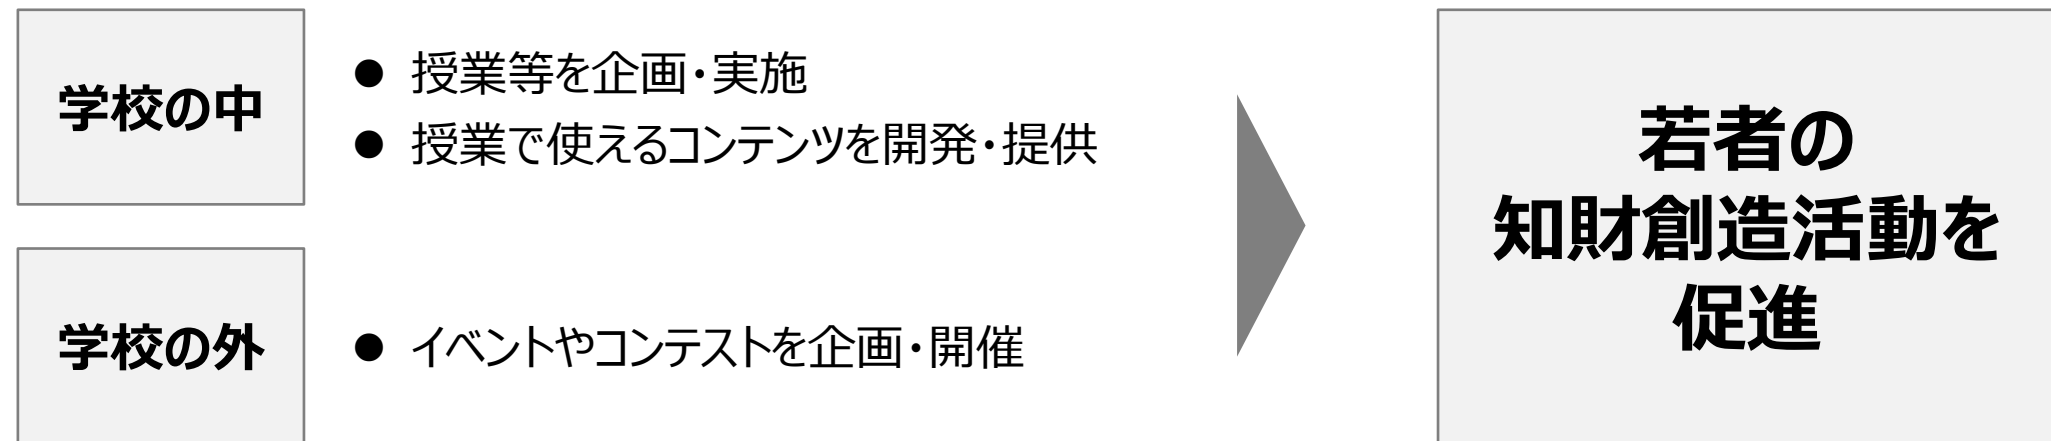 学校の中
● 授業等を企画・実施
● 授業で使えるコンテンツを開発・提供
学校の外
● イベントやコンテストを企画・開催
若者の
知財創造活動を
促進